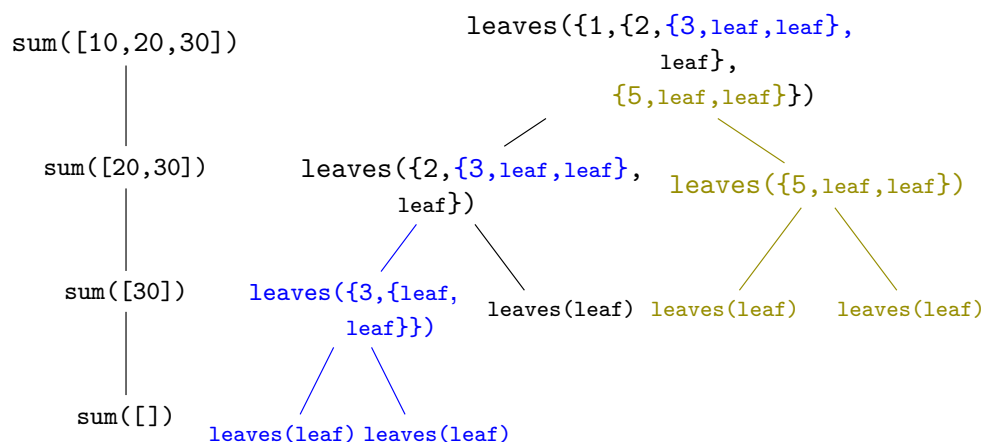 sum([10,20,30])
sum([20,30])
sum([30])
sum([])
leaves({1,{2,{3,leaf,leaf},
leaf},
{5,leaf,leaf}})
leaves({2,{3,leaf,leaf},
leaf})
leaves({5,leaf,leaf})
leaves({3,{leaf,
leaf}})
leaves(leaf)
leaves(leaf)
leaves(leaf)
leaves(leaf)
leaves(leaf)